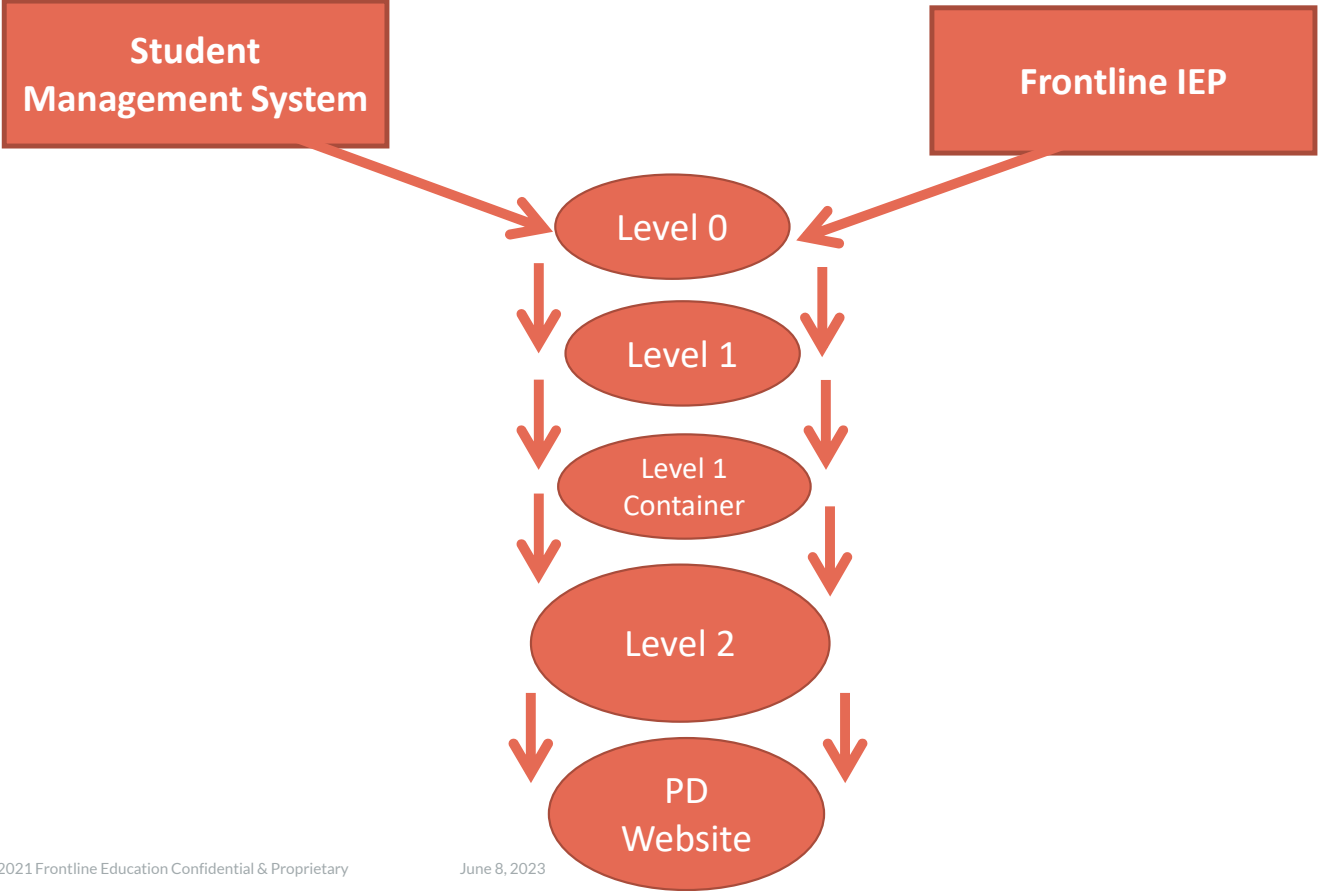 Student
Management System
Frontline IEP
Level 0
Level 1
Level 1
Container
Level 2
PD
Website
2021 Frontline Education Confidential & Proprietary
June 8, 2023